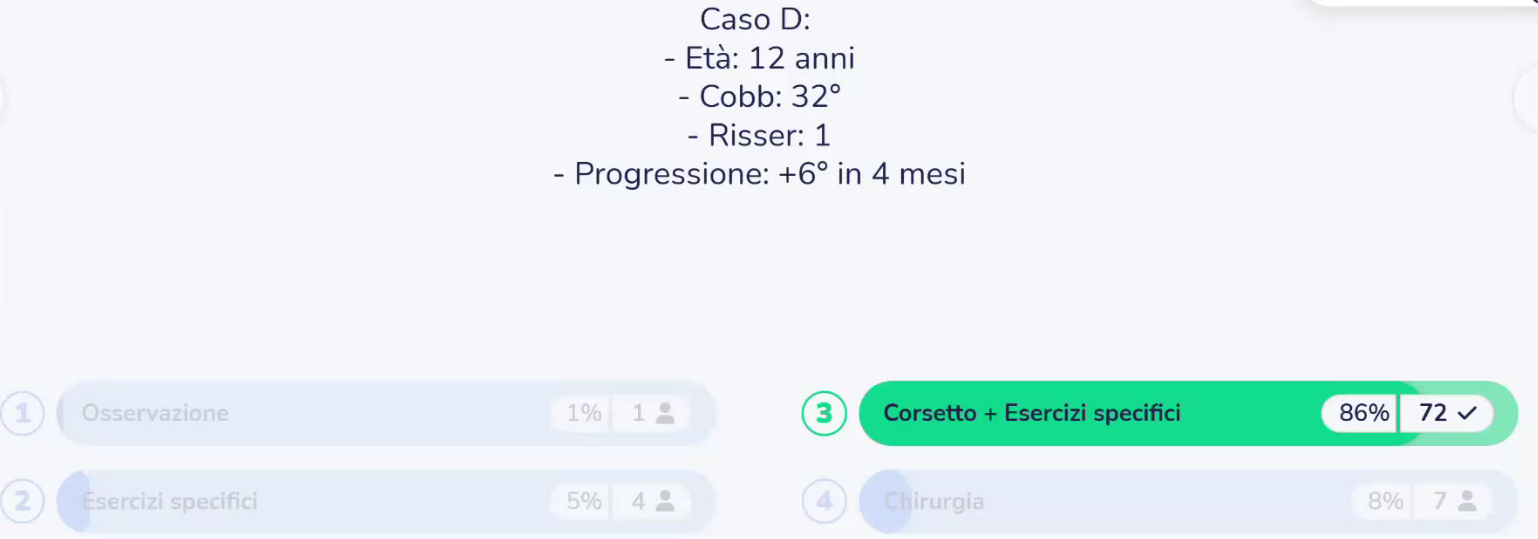 Caso D:
- Età: 12 anni
- Cobb: 32°
- Risser: 1
- Progressione: +6° in 4 mesi
1 Osservazione 1% 1
2 Esercizi specifici 5% 4
3 Corsetto + Esercizi specifici 86% 72
4 Chirurgia 8% 7